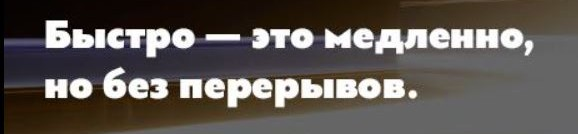 Быстро — это медленно,
но без перерывов.